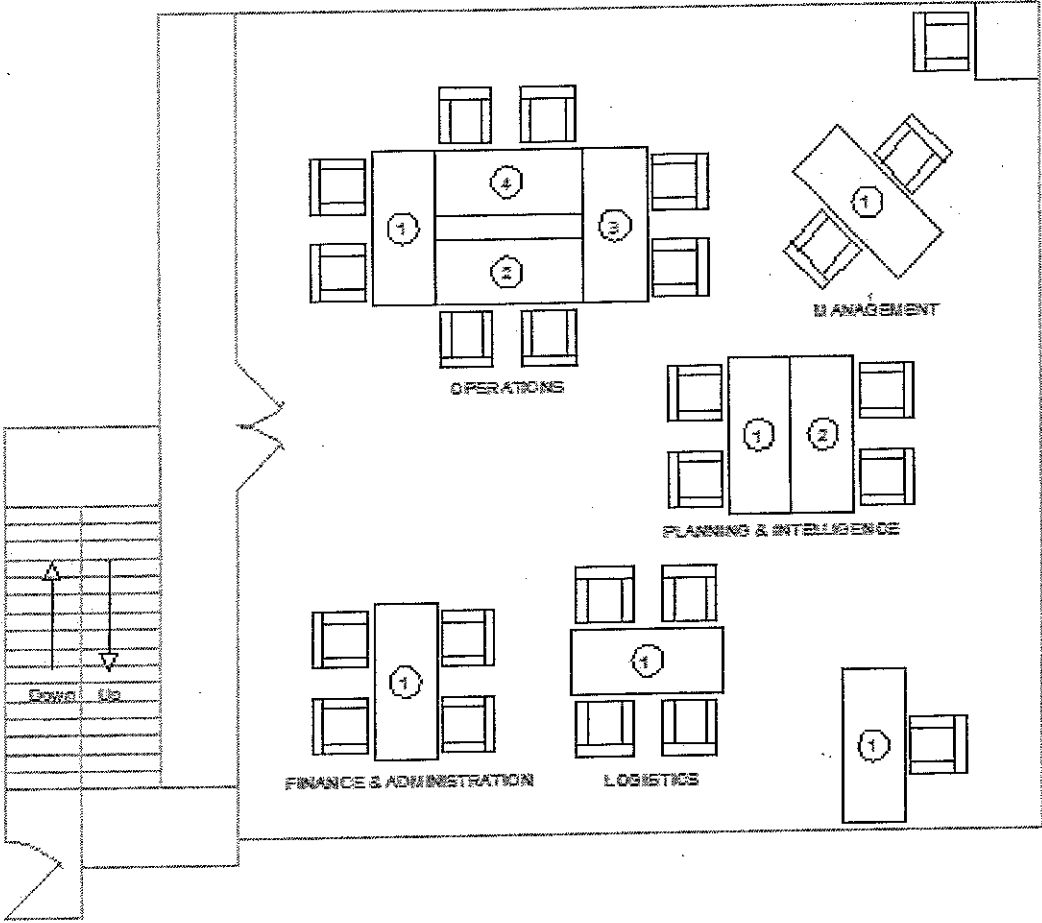 4
1
3
2
1
MANAGEMENT
OPERATIONS
1
2
PLANNING & INTELLIGENCE
1
1
1
Down Up
FINANCE & ADMINISTRATION
LOGISTICS